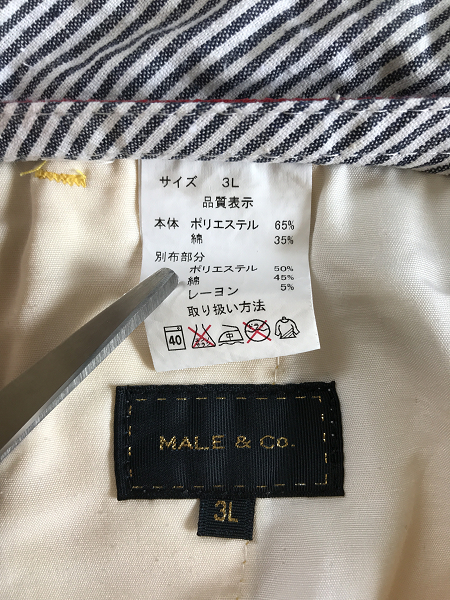 サイズ 3L
品質表示
本体 ポリエステル 65%
綿 35%
別布部分
ポリエステル 50%
綿 45%
レーヨン 5%
取り扱い方法
40 中
MALE & Co.
3L